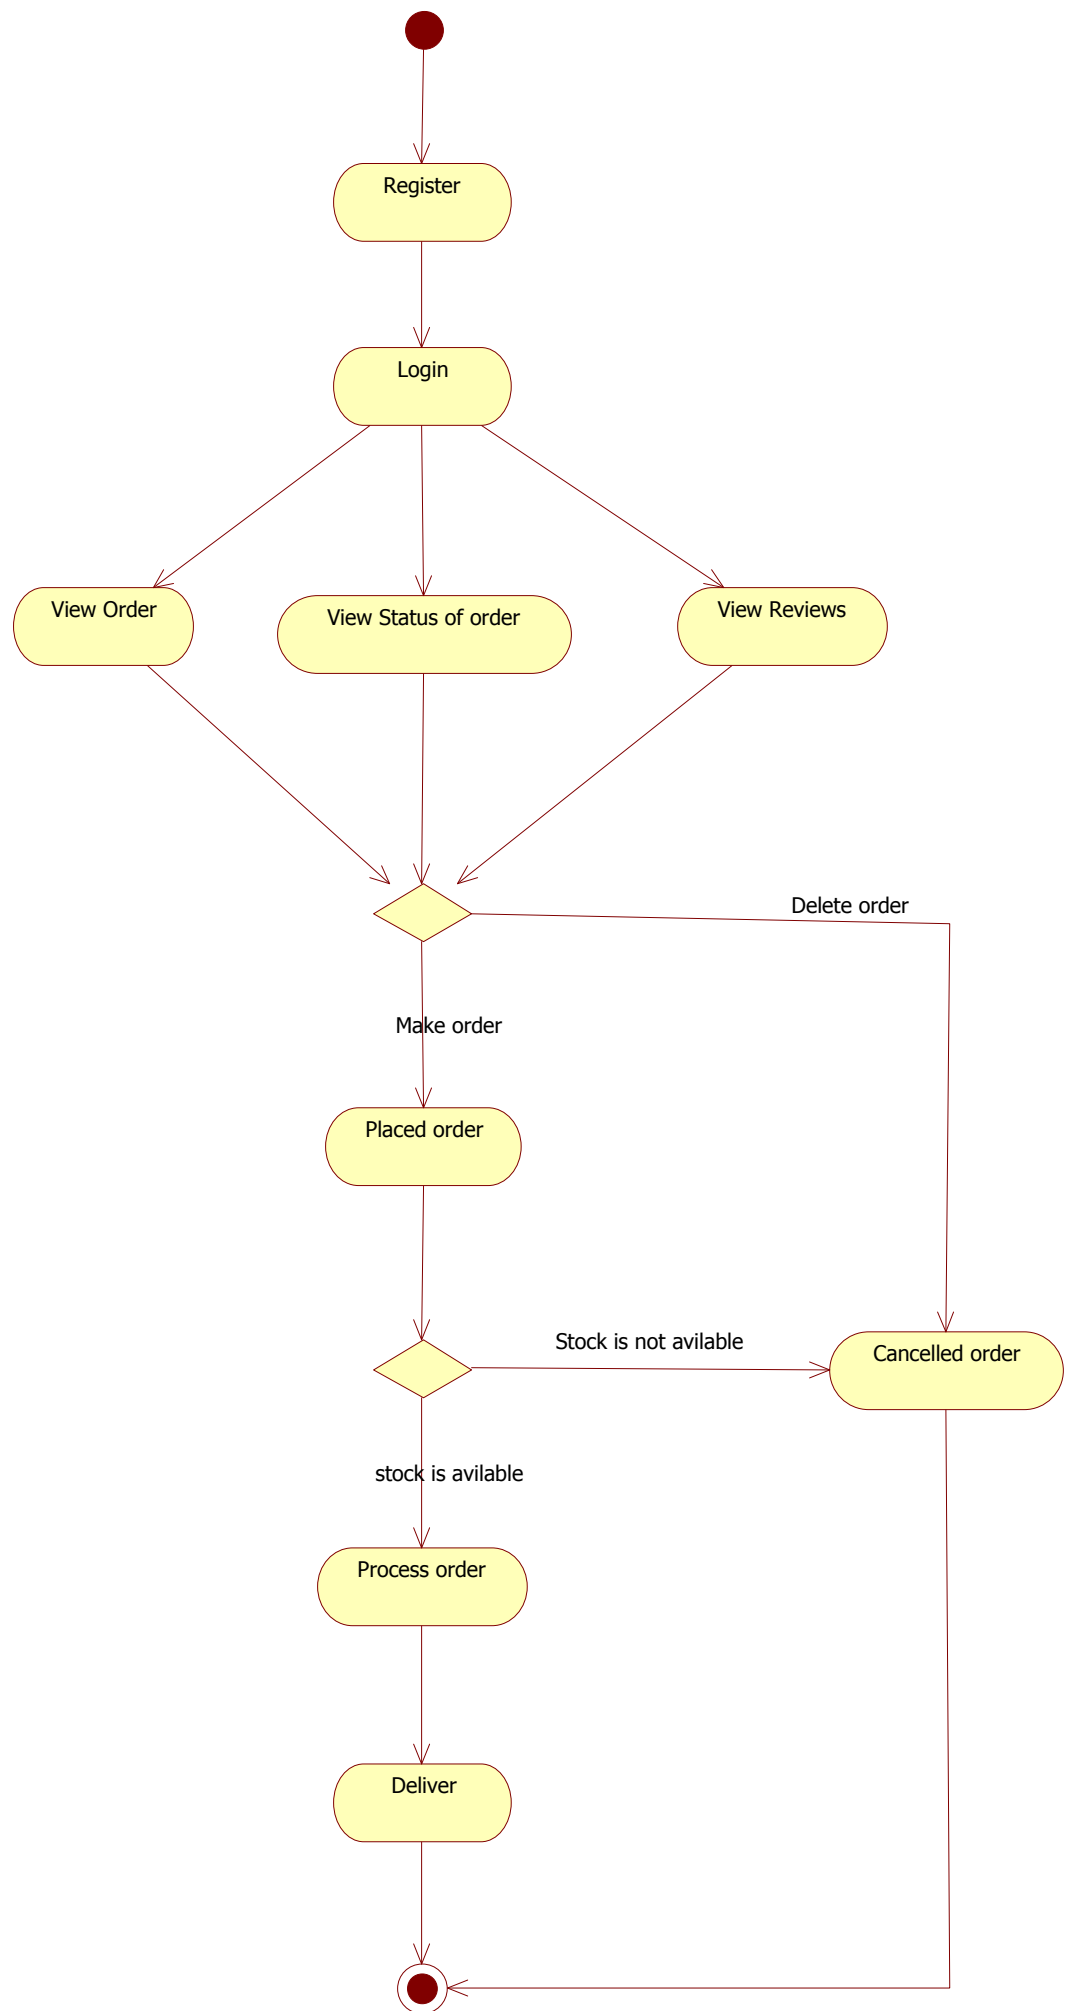 Register
Login
View Order
View Status of order
View Reviews
Delete order
Make order
Placed order
Stock is not avilable
Cancelled order
stock is avilable
Process order
Deliver